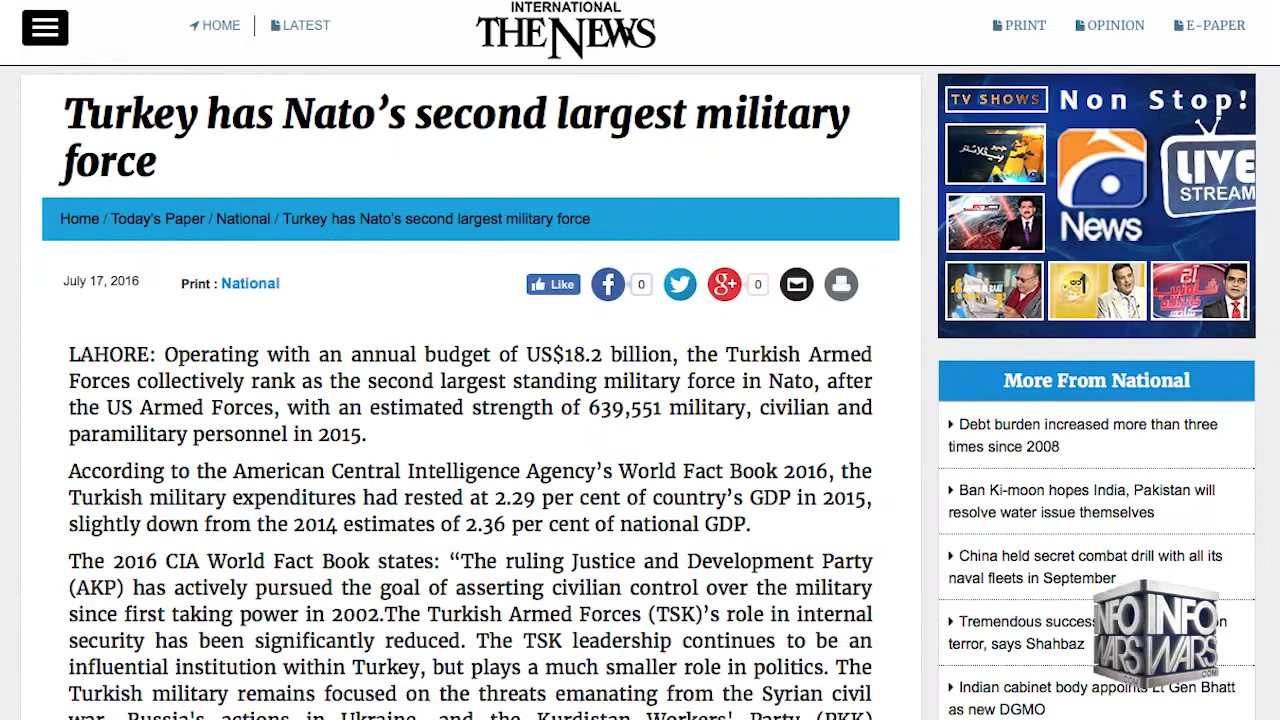 HOME
LATEST
INTERNATIONAL
THE NEWS
PRINT
OPINION
E-PAPER
Turkey has Nato's second largest military
force
Home / Today's Paper / National / Turkey has Nato's second largest military force
July 17, 2016
Print : National
Like
0
0
LAHORE: Operating with an annual budget of US$18.2 billion, the Turkish Armed
Forces collectively rank as the second largest standing military force in Nato, after
the US Armed Forces, with an estimated strength of 639,551 military, civilian and
paramilitary personnel in 2015.
According to the American Central Intelligence Agency's World Fact Book 2016, the
Turkish military expenditures had rested at 2.29 per cent of country's GDP in 2015,
slightly down from the 2014 estimates of 2.36 per cent of national GDP.
The 2016 CIA World Fact Book states: “The ruling Justice and Development Party
(AKP) has actively pursued the goal of asserting civilian control over the military
since first taking power in 2002.The Turkish Armed Forces (TSK)'s role in internal
security has been significantly reduced. The TSK leadership continues to be an
influential institution within Turkey, but plays a much smaller role in politics. The
Turkish military remains focused on the threats emanating from the Syrian civil
war, Russia's actions in Ukraine, and the Kurdistan Workers' Party (PKK)
TV SHOWS
Non Stop!
LIVE
STREAM
News
More From National
Debt burden increased more than three
times since 2008
Ban Ki-moon hopes India, Pakistan will
resolve water issue themselves
China held secret combat drill with all its
naval fleets in September
Tremendous success
terror, says Shahbaz
Indian cabinet body appoints Lt Gen Bhatt
as new DGMO
INFO INFO
WARS WARS
.COM .COM